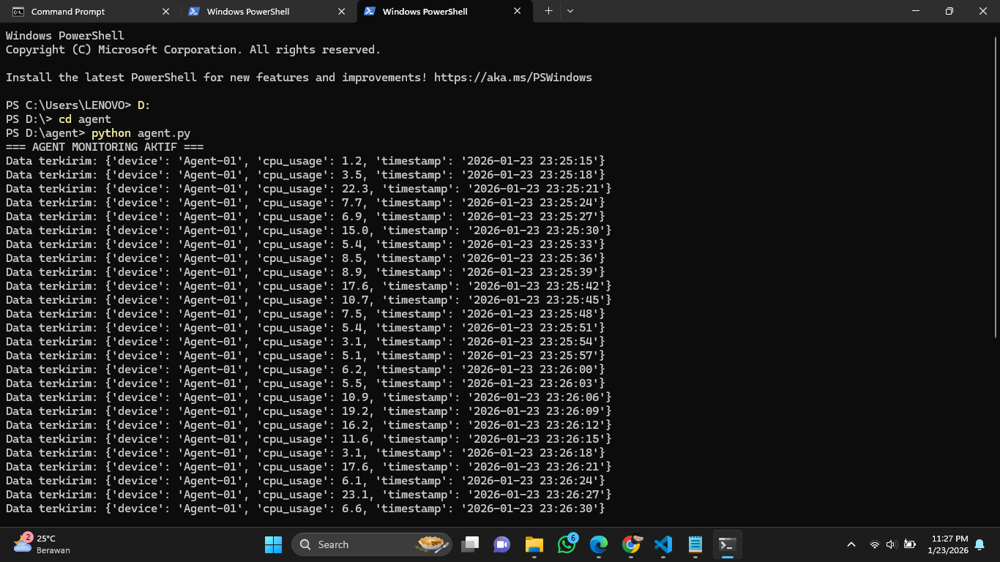 Command Prompt
Windows PowerShell
Windows PowerShell
Windows PowerShell
Copyright (C) Microsoft Corporation. All rights reserved.
Install the latest PowerShell for new features and improvements! https://aka.ms/PSWindows
PS C:\Users\LENOVO> D:
PS D:\> cd agent
PS D:\agent> python agent.py
=== AGENT MONITORING AKTIF ===
Data terkirim: {'device': 'Agent-01', 'cpu_usage': 1.2, 'timestamp': '2026-01-23 23:25:15'}
Data terkirim: {'device': 'Agent-01', 'cpu_usage': 3.5, 'timestamp': '2026-01-23 23:25:18'}
Data terkirim: {'device': 'Agent-01', 'cpu_usage': 22.3, 'timestamp': '2026-01-23 23:25:21'}
Data terkirim: {'device': 'Agent-01', 'cpu_usage': 7.7, 'timestamp': '2026-01-23 23:25:24'}
Data terkirim: {'device': 'Agent-01', 'cpu_usage': 6.9, 'timestamp': '2026-01-23 23:25:27'}
Data terkirim: {'device': 'Agent-01', 'cpu_usage': 15.0, 'timestamp': '2026-01-23 23:25:30'}
Data terkirim: {'device': 'Agent-01', 'cpu_usage': 5.4, 'timestamp': '2026-01-23 23:25:33'}
Data terkirim: {'device': 'Agent-01', 'cpu_usage': 8.5, 'timestamp': '2026-01-23 23:25:36'}
Data terkirim: {'device': 'Agent-01', 'cpu_usage': 8.9, 'timestamp': '2026-01-23 23:25:39'}
Data terkirim: {'device': 'Agent-01', 'cpu_usage': 17.6, 'timestamp': '2026-01-23 23:25:42'}
Data terkirim: {'device': 'Agent-01', 'cpu_usage': 10.7, 'timestamp': '2026-01-23 23:25:45'}
Data terkirim: {'device': 'Agent-01', 'cpu_usage': 7.5, 'timestamp': '2026-01-23 23:25:48'}
Data terkirim: {'device': 'Agent-01', 'cpu_usage': 5.4, 'timestamp': '2026-01-23 23:25:51'}
Data terkirim: {'device': 'Agent-01', 'cpu_usage': 3.1, 'timestamp': '2026-01-23 23:25:54'}
Data terkirim: {'device': 'Agent-01', 'cpu_usage': 5.1, 'timestamp': '2026-01-23 23:25:57'}
Data terkirim: {'device': 'Agent-01', 'cpu_usage': 6.2, 'timestamp': '2026-01-23 23:26:00'}
Data terkirim: {'device': 'Agent-01', 'cpu_usage': 5.5, 'timestamp': '2026-01-23 23:26:03'}
Data terkirim: {'device': 'Agent-01', 'cpu_usage': 10.9, 'timestamp': '2026-01-23 23:26:06'}
Data terkirim: {'device': 'Agent-01', 'cpu_usage': 19.2, 'timestamp': '2026-01-23 23:26:09'}
Data terkirim: {'device': 'Agent-01', 'cpu_usage': 16.2, 'timestamp': '2026-01-23 23:26:12'}
Data terkirim: {'device': 'Agent-01', 'cpu_usage': 11.6, 'timestamp': '2026-01-23 23:26:15'}
Data terkirim: {'device': 'Agent-01', 'cpu_usage': 3.1, 'timestamp': '2026-01-23 23:26:18'}
Data terkirim: {'device': 'Agent-01', 'cpu_usage': 17.6, 'timestamp': '2026-01-23 23:26:21'}
Data terkirim: {'device': 'Agent-01', 'cpu_usage': 6.1, 'timestamp': '2026-01-23 23:26:24'}
Data terkirim: {'device': 'Agent-01', 'cpu_usage': 23.1, 'timestamp': '2026-01-23 23:26:27'}
Data terkirim: {'device': 'Agent-01', 'cpu_usage': 6.6, 'timestamp': '2026-01-23 23:26:30'}
2
25°C
Berawan
Search
6
11:27 PM
1/23/2026